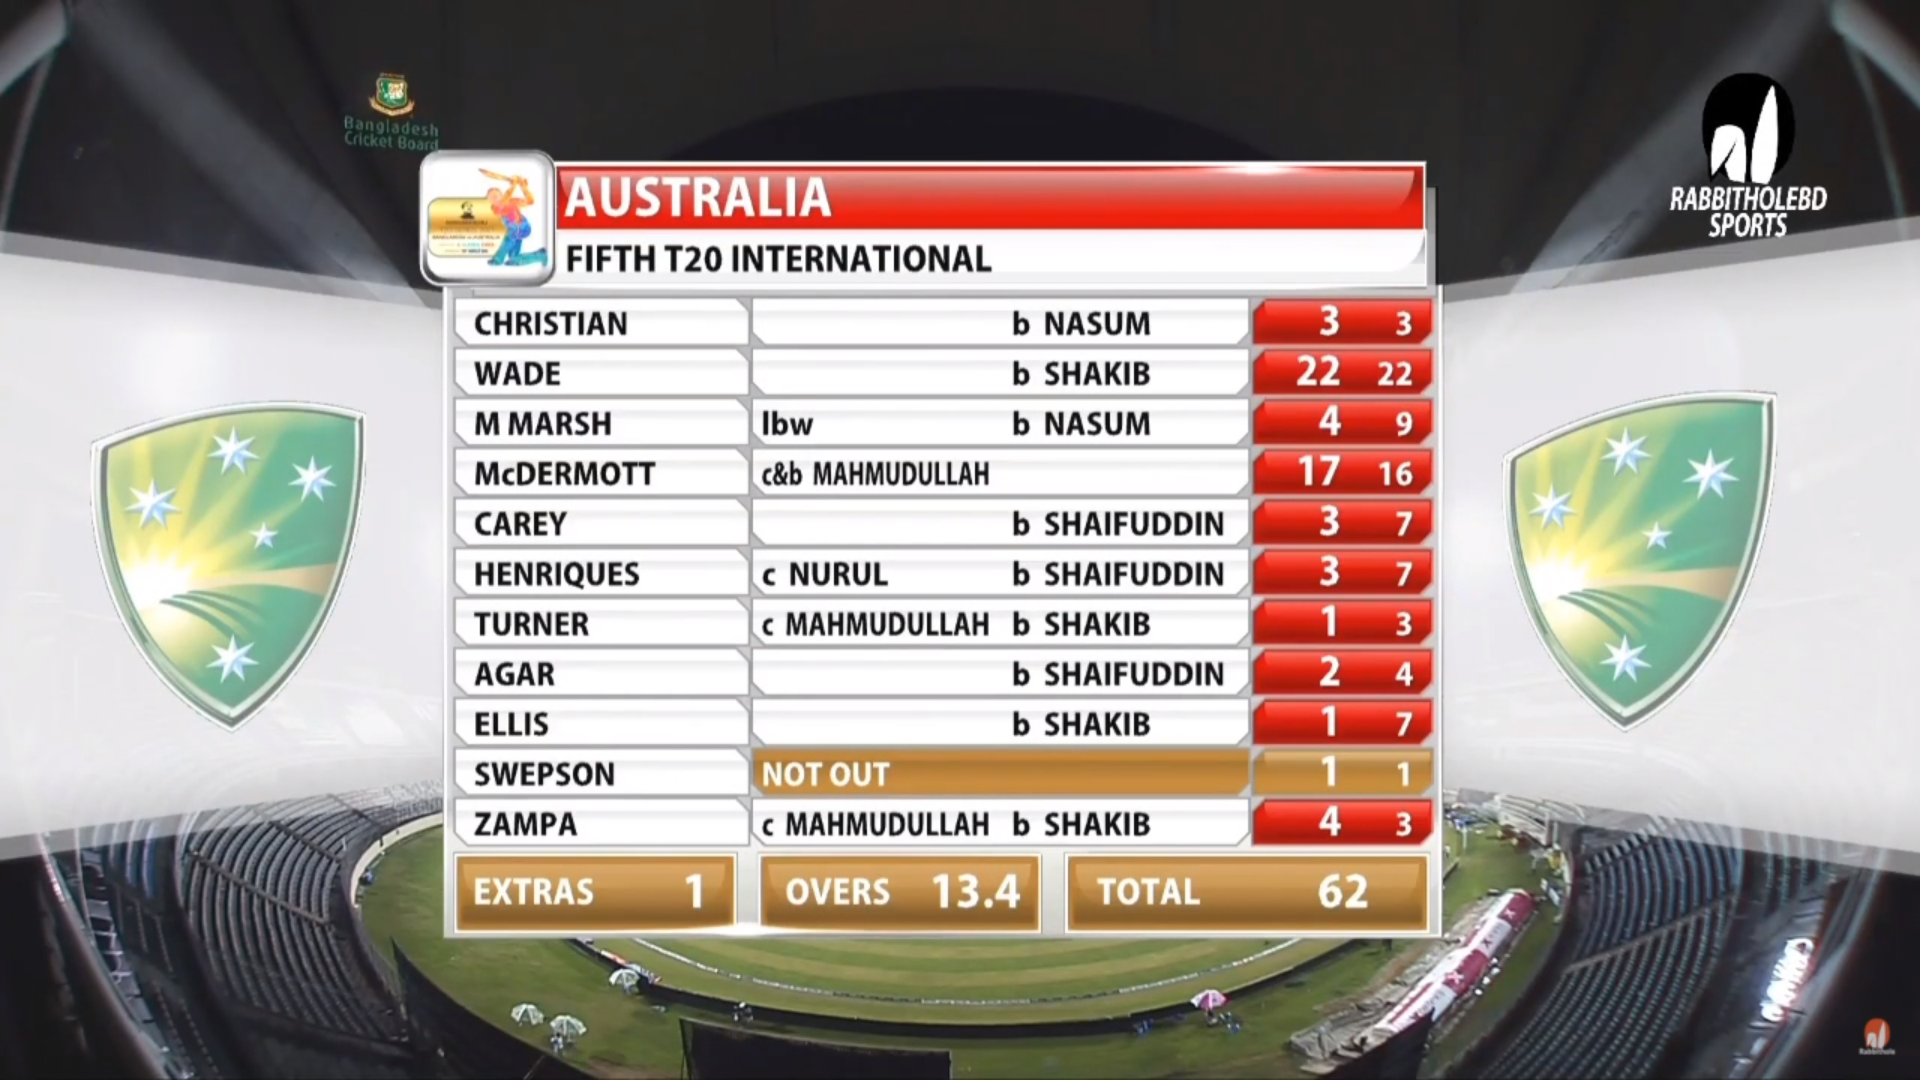 Bangladesh
Cricket Board
RABBITHOLEBD
SPORTS
AUSTRALIA
FIFTH T20 INTERNATIONAL
CHRISTIAN b NASUM 3 3
WADE b SHAKIB 22 22
M MARSH lbw b NASUM 4 9
McDERMOTT c&b MAHMUDULLAH 17 16
CAREY b SHAIFUDDIN 3 7
HENRIQUES c NURUL b SHAIFUDDIN 3 7
TURNER c MAHMUDULLAH b SHAKIB 1 3
AGAR b SHAIFUDDIN 2 4
ELLIS b SHAKIB 1 7
SWEPSON NOT OUT 1 1
ZAMPA c MAHMUDULLAH b SHAKIB 4 3
EXTRAS 1 OVERS 13.4 TOTAL 62
Rabbithole